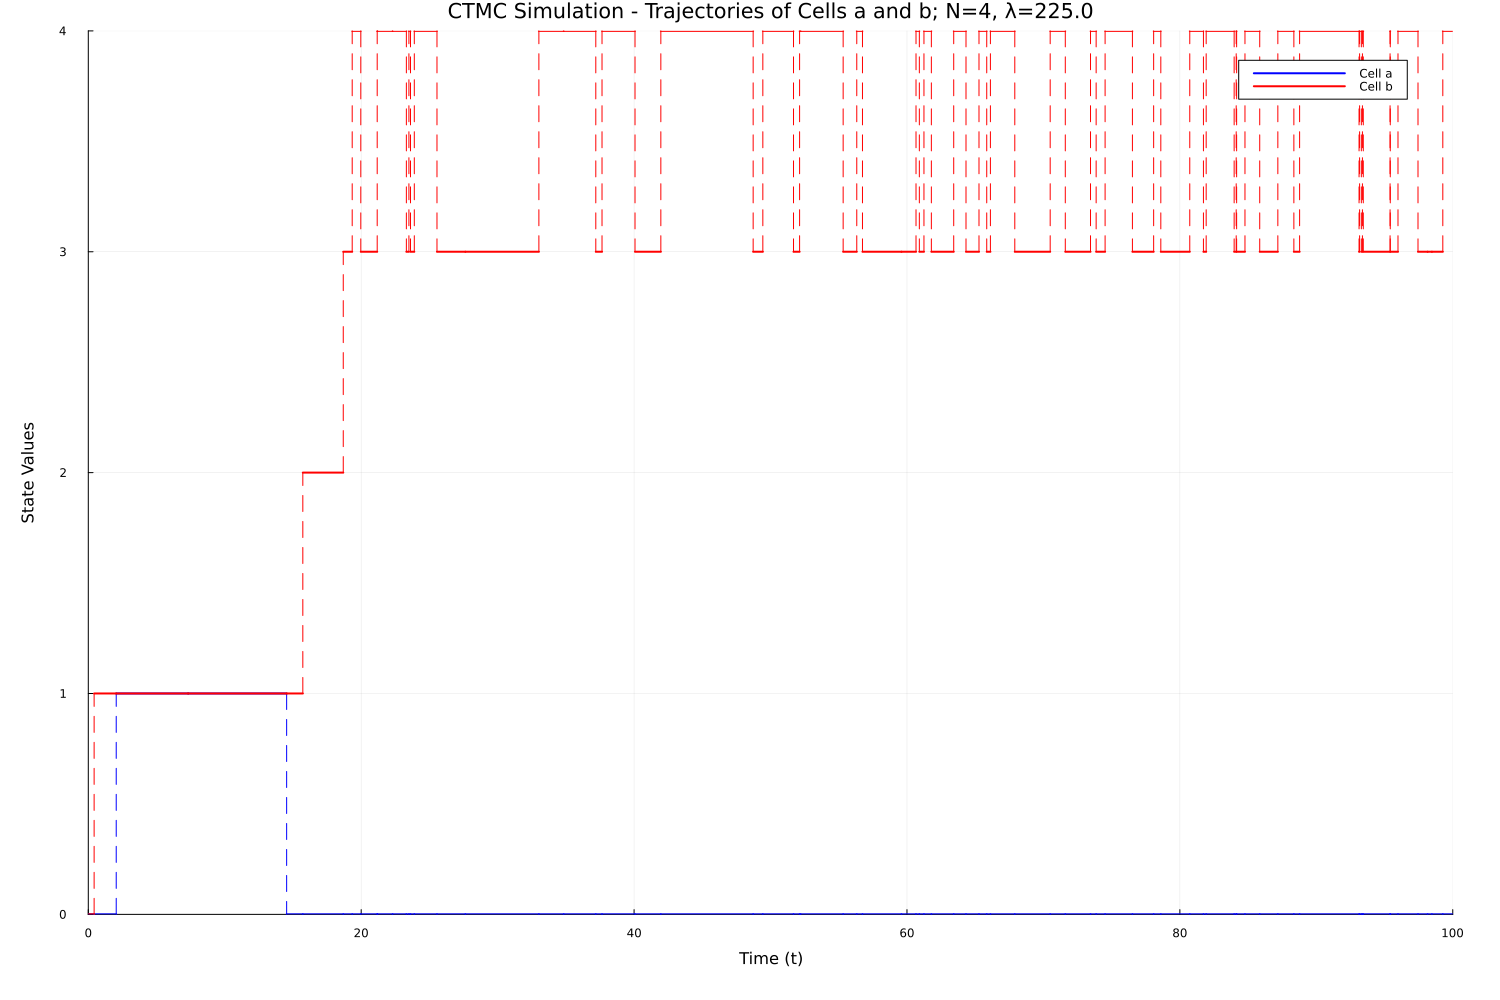 CTMC Simulation - Trajectories of Cells a and b; N=4, λ=225.0
4
Cell a
Cell b
3
State Values
2
1
0
0 20 40 60 80 100
Time (t)